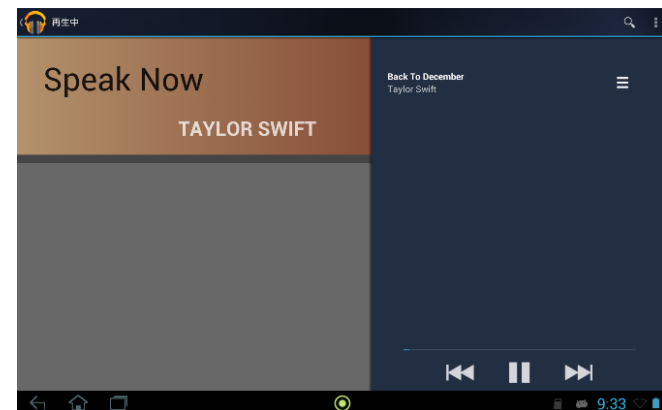 再生中
Speak Now
TAYLOR SWIFT
Back To December
Taylor Swift
9:33